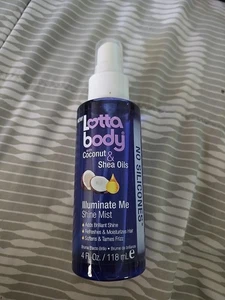 Lotta
body
with
Coconut &
Shea Oils
NO SILICONES*
Illuminate Me
Shine Mist
• Adds Brilliant Shine
• Refreshes & Moisturizes Hair
• Softens & Tames Frizz
4 Fl. Oz. / 118 mL e